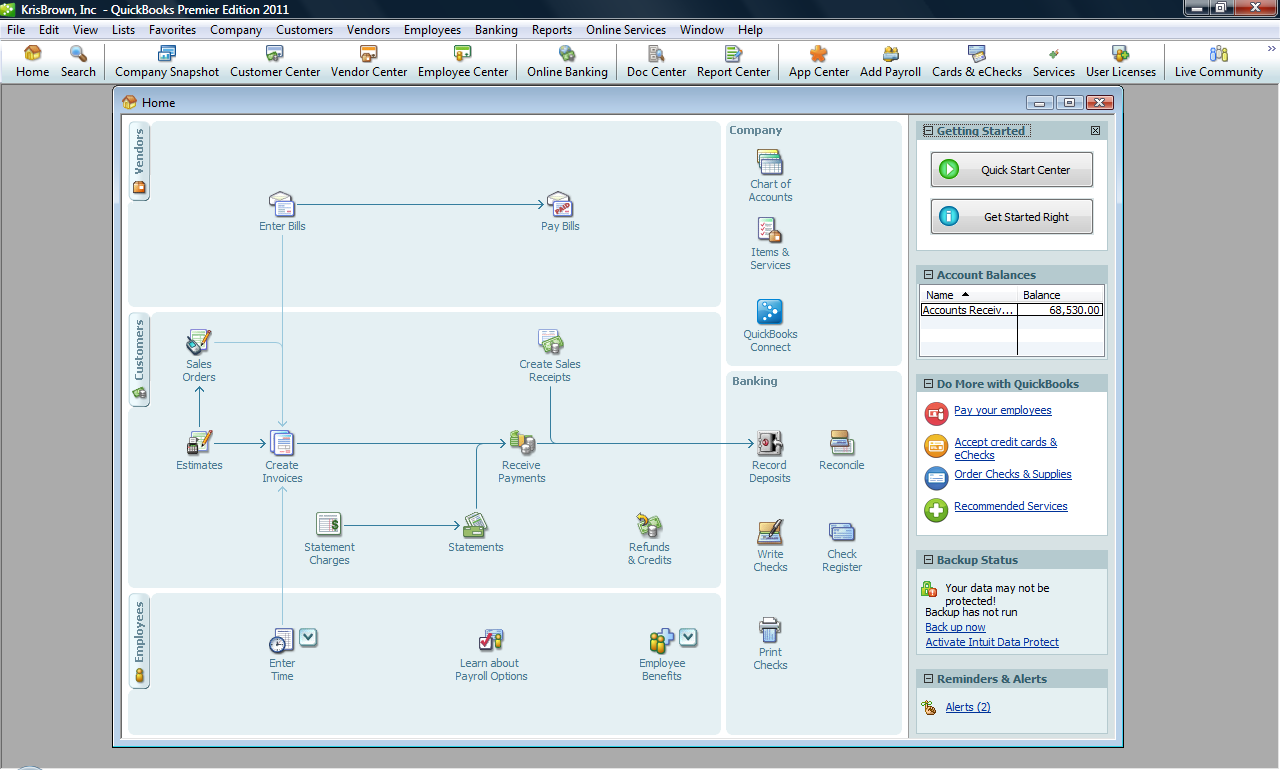 KrisBrown, Inc - QuickBooks Premier Edition 2011
File Edit View Lists Favorites Company Customers Vendors Employees Banking Reports Online Services Window Help
Home Search Company Snapshot Customer Center Vendor Center Employee Center Online Banking Doc Center Report Center App Center Add Payroll Cards & eChecks Services User Licenses Live Community
Home
Vendors
Enter Bills
Pay Bills
Customers
Sales
Orders
Create Sales
Receipts
Estimates
Create
Invoices
Receive
Payments
Statement
Charges
Statements
Refunds
& Credits
Employees
Enter
Time
Learn about
Payroll Options
Employee
Benefits
Company
Chart of
Accounts
Items &
Services
QuickBooks
Connect
Banking
Record
Deposits
Reconcile
Write
Checks
Check
Register
Print
Checks
Getting Started
Quick Start Center
Get Started Right
Account Balances
Name Balance
Accounts Receiv... 68,530.00
Do More with QuickBooks
Pay your employees
Accept credit cards &
eChecks
Order Checks & Supplies
Recommended Services
Backup Status
Your data may not be
protected!
Backup has not run
Back up now
Activate Intuit Data Protect
Reminders & Alerts
Alerts (2)